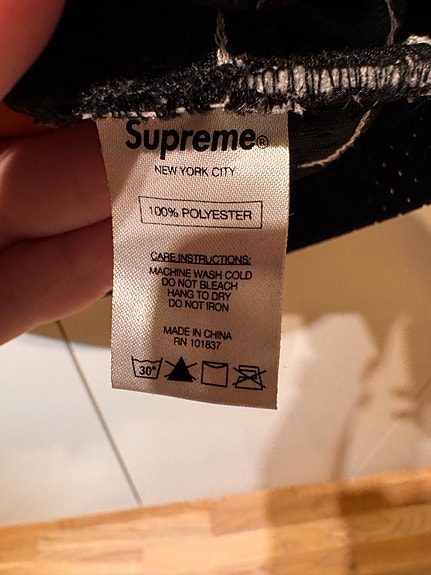 Supreme®
NEW YORK CITY
100% POLYESTER
CARE INSTRUCTIONS:
MACHINE WASH COLD
DO NOT BLEACH
HANG TO DRY
DO NOT IRON
MADE IN CHINA
RN 101837
30°